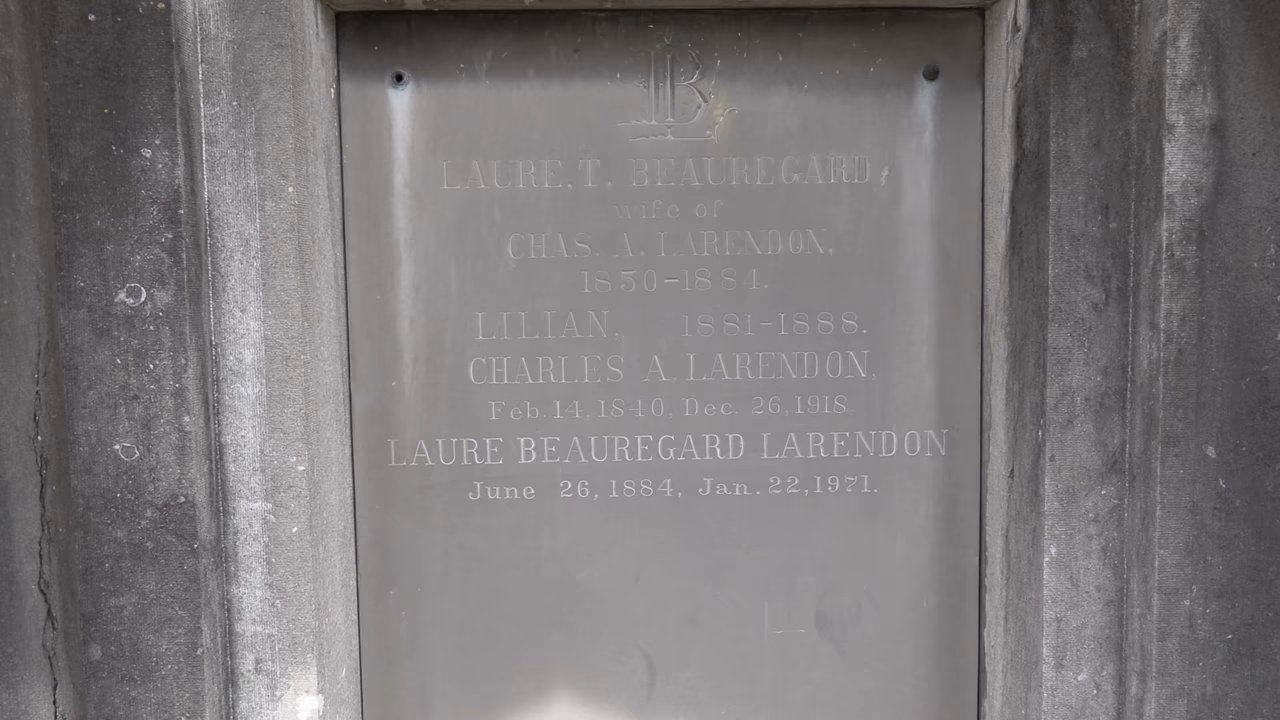 LB
LAURE. T. BEAUREGARD,
wife of
CHAS. A. LARENDON,
1850-1884.
LILIAN, 1881-1888.
CHARLES A. LARENDON,
Feb. 14, 1840, Dec. 26, 1918.
LAURE BEAUREGARD LARENDON
June 26, 1884, Jan. 22, 1971.